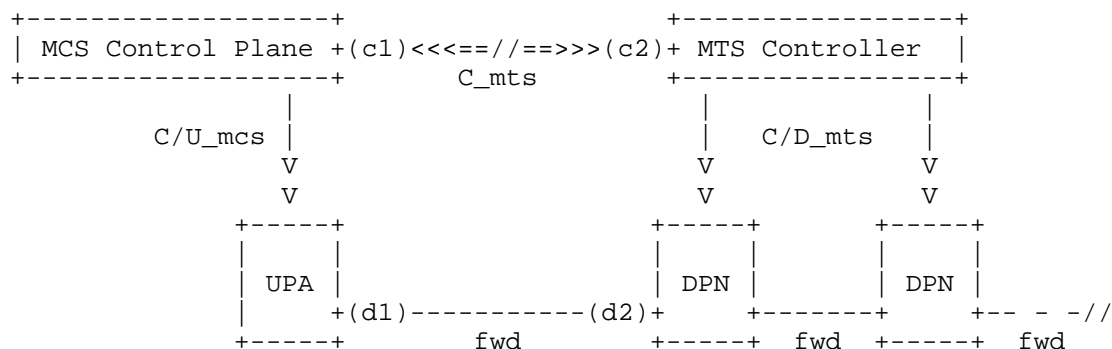 MCS Control Plane (c1)<<<==//==>>>(c2) MTS Controller
C_mts
C/U_mcs C/D_mts
V V V
V V V
UPA DPN DPN
(d1)-----------(d2) -- - -//
fwd fwd fwd